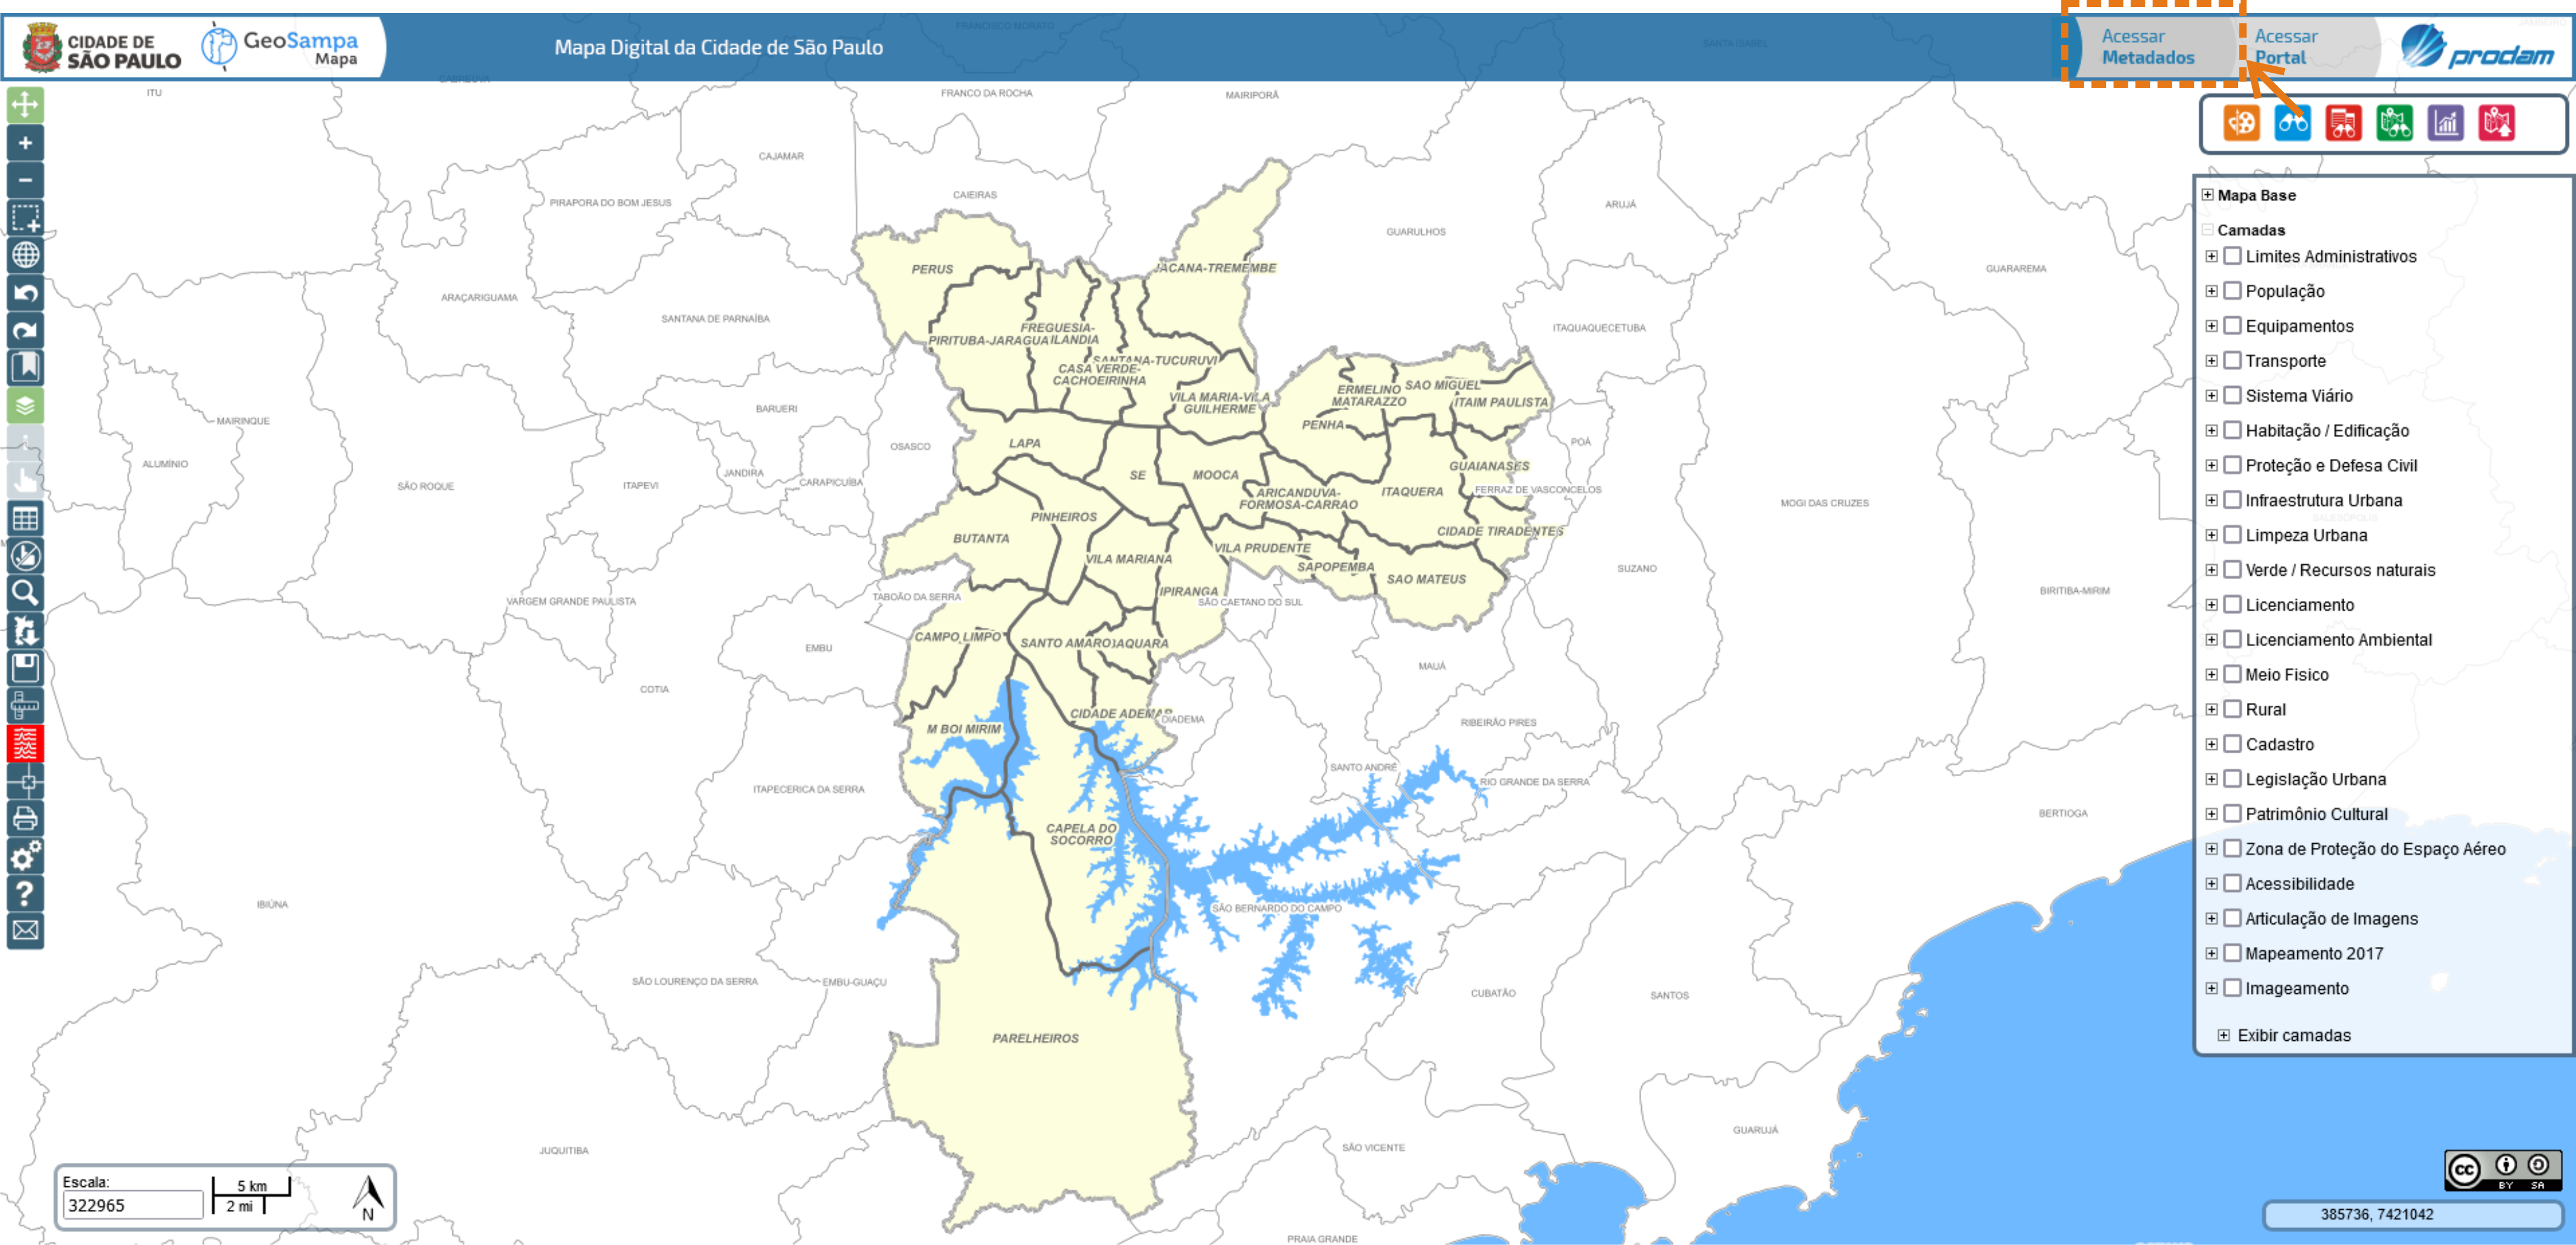 CIDADE DE
SÃO PAULO
GeoSampa
Mapa
Mapa Digital da Cidade de São Paulo
FRANCISCO MORATO
SANTA ISABEL
Acessar
Metadados
Acessar
Portal
prodam
ITU
FRANCO DA ROCHA
MAIRIPORÃ
CAJAMAR
CAIEIRAS
PIRAPORA DO BOM JESUS
ARUJÁ
GUARULHOS
PERUS
JACANA-TREMEMBE
GUARAREMA
ARAÇARIGUAMA
SANTANA DE PARNAÍBA
FREGUESIA-
ITAQUAQUECETUBA
PIRITUBA-JARAGUA
ILANDIA
SANTANA-TUCURUVI
CASA VERDE-
CACHOEIRINHA
ERMELINO
MATARAZZO
SAO MIGUEL
VILA MARIA-VILA
GUILHERME
ITAIM PAULISTA
BARUERI
MAIRINQUE
PENHA
LAPA
OSASCO
POÁ
ALUMÍNIO
JANDIRA
CARAPICUÍBA
SÃO ROQUE
ITAPEVI
SE
MOOCA
GUAIANASES
ARICANDUVA-
FORMOSA-CARRAO
ITAQUERA
FERRAZ DE VASCONCELOS
MOGI DAS CRUZES
PINHEIROS
BUTANTA
CIDADE TIRADENTES
VILA MARIANA
VILA PRUDENTE
SAPOPEMBA
SAO MATEUS
SUZANO
IPIRANGA
BIRITIBA-MIRIM
TABOÃO DA SERRA
SÃO CAETANO DO SUL
VARGEM GRANDE PAULISTA
CAMPO LIMPO
SANTO AMARO
JAQUARA
EMBU
MAUÁ
COTIA
CIDADE ADEMAR
DIADEMA
M BOI MIRIM
RIBEIRÃO PIRES
SANTO ANDRÉ
RIO GRANDE DA SERRA
ITAPECERICA DA SERRA
BERTIOGA
CAPELA DO
SOCORRO
IBIÚNA
SÃO BERNARDO DO CAMPO
SÃO LOURENÇO DA SERRA
EMBU-GUAÇU
CUBATÃO
SANTOS
PARELHEIROS
GUARUJÁ
JUQUITIBA
SÃO VICENTE
PRAIA GRANDE
Mapa Base
Camadas
Limites Administrativos
População
Equipamentos
Transporte
Sistema Viário
Habitação / Edificação
Proteção e Defesa Civil
Infraestrutura Urbana
Limpeza Urbana
Verde / Recursos naturais
Licenciamento
Licenciamento Ambiental
Meio Fisico
Rural
Cadastro
Legislação Urbana
Patrimônio Cultural
Zona de Proteção do Espaço Aéreo
Acessibilidade
Articulação de Imagens
Mapeamento 2017
Imageamento
Exibir camadas
Escala:
322965
5 km
2 mi
N
cc
BY SA
385736, 7421042